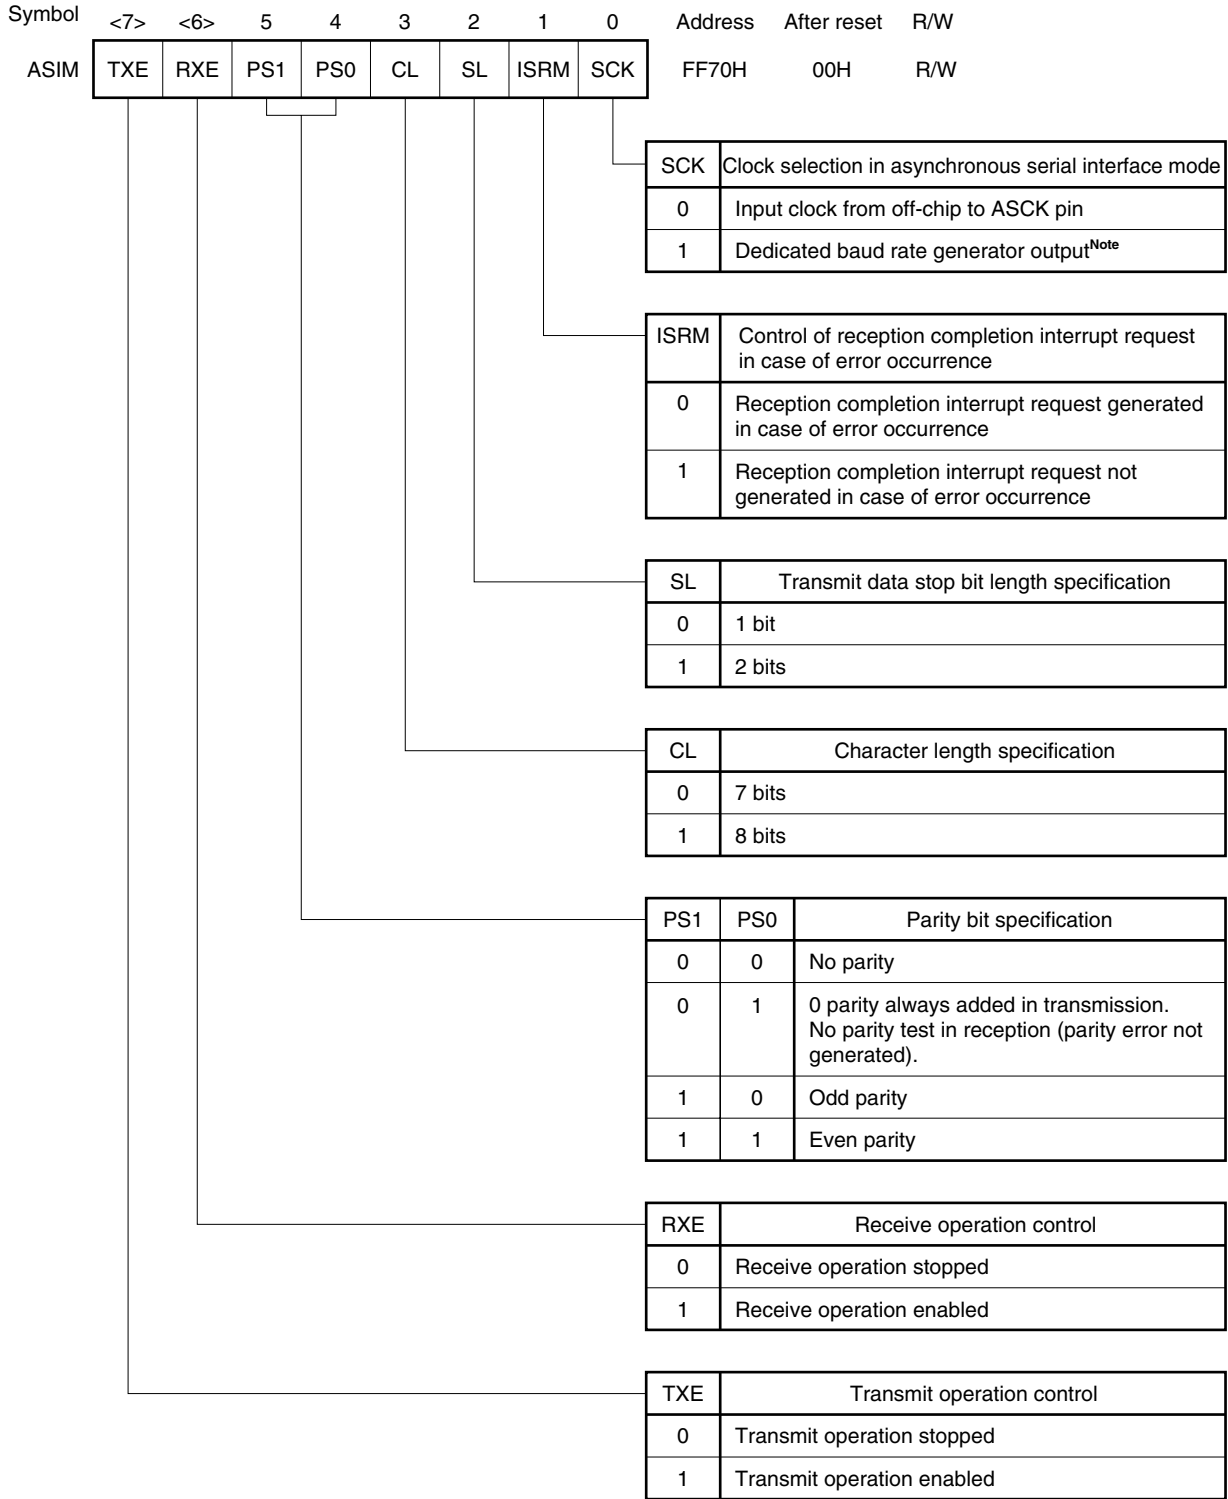 Symbol <7> <6> 5 4 3 2 1 0 Address After reset R/W
ASIM TXE RXE PS1 PS0 CL SL ISRM SCK FF70H 00H R/W
SCK Clock selection in asynchronous serial interface mode
0 Input clock from off-chip to ASCK pin
1 Dedicated baud rate generator outputNote
ISRM Control of reception completion interrupt request
in case of error occurrence
0 Reception completion interrupt request generated
in case of error occurrence
1 Reception completion interrupt request not
generated in case of error occurrence
SL Transmit data stop bit length specification
0 1 bit
1 2 bits
CL Character length specification
0 7 bits
1 8 bits
PS1 PS0 Parity bit specification
0 0 No parity
0 1 0 parity always added in transmission.
No parity test in reception (parity error not
generated).
1 0 Odd parity
1 1 Even parity
RXE Receive operation control
0 Receive operation stopped
1 Receive operation enabled
TXE Transmit operation control
0 Transmit operation stopped
1 Transmit operation enabled